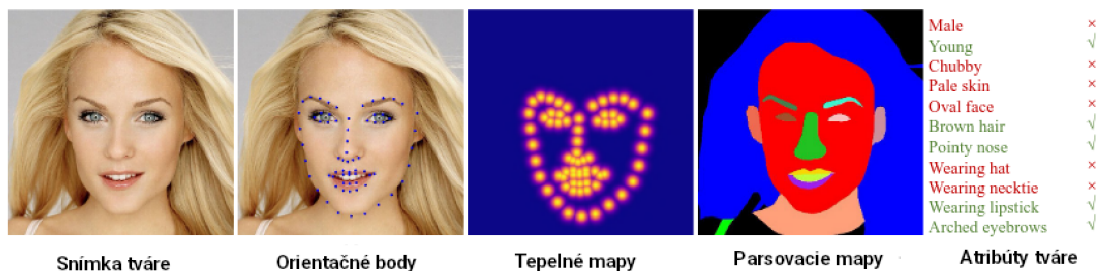 Male ×
Young √
Chubby ×
Pale skin ×
Oval face ×
Brown hair √
Pointy nose √
Wearing hat ×
Wearing necktie ×
Wearing lipstick √
Arched eyebrows √
Snímka tváre Orientačné body Tepelné mapy Parsovacie mapy Atribúty tváre